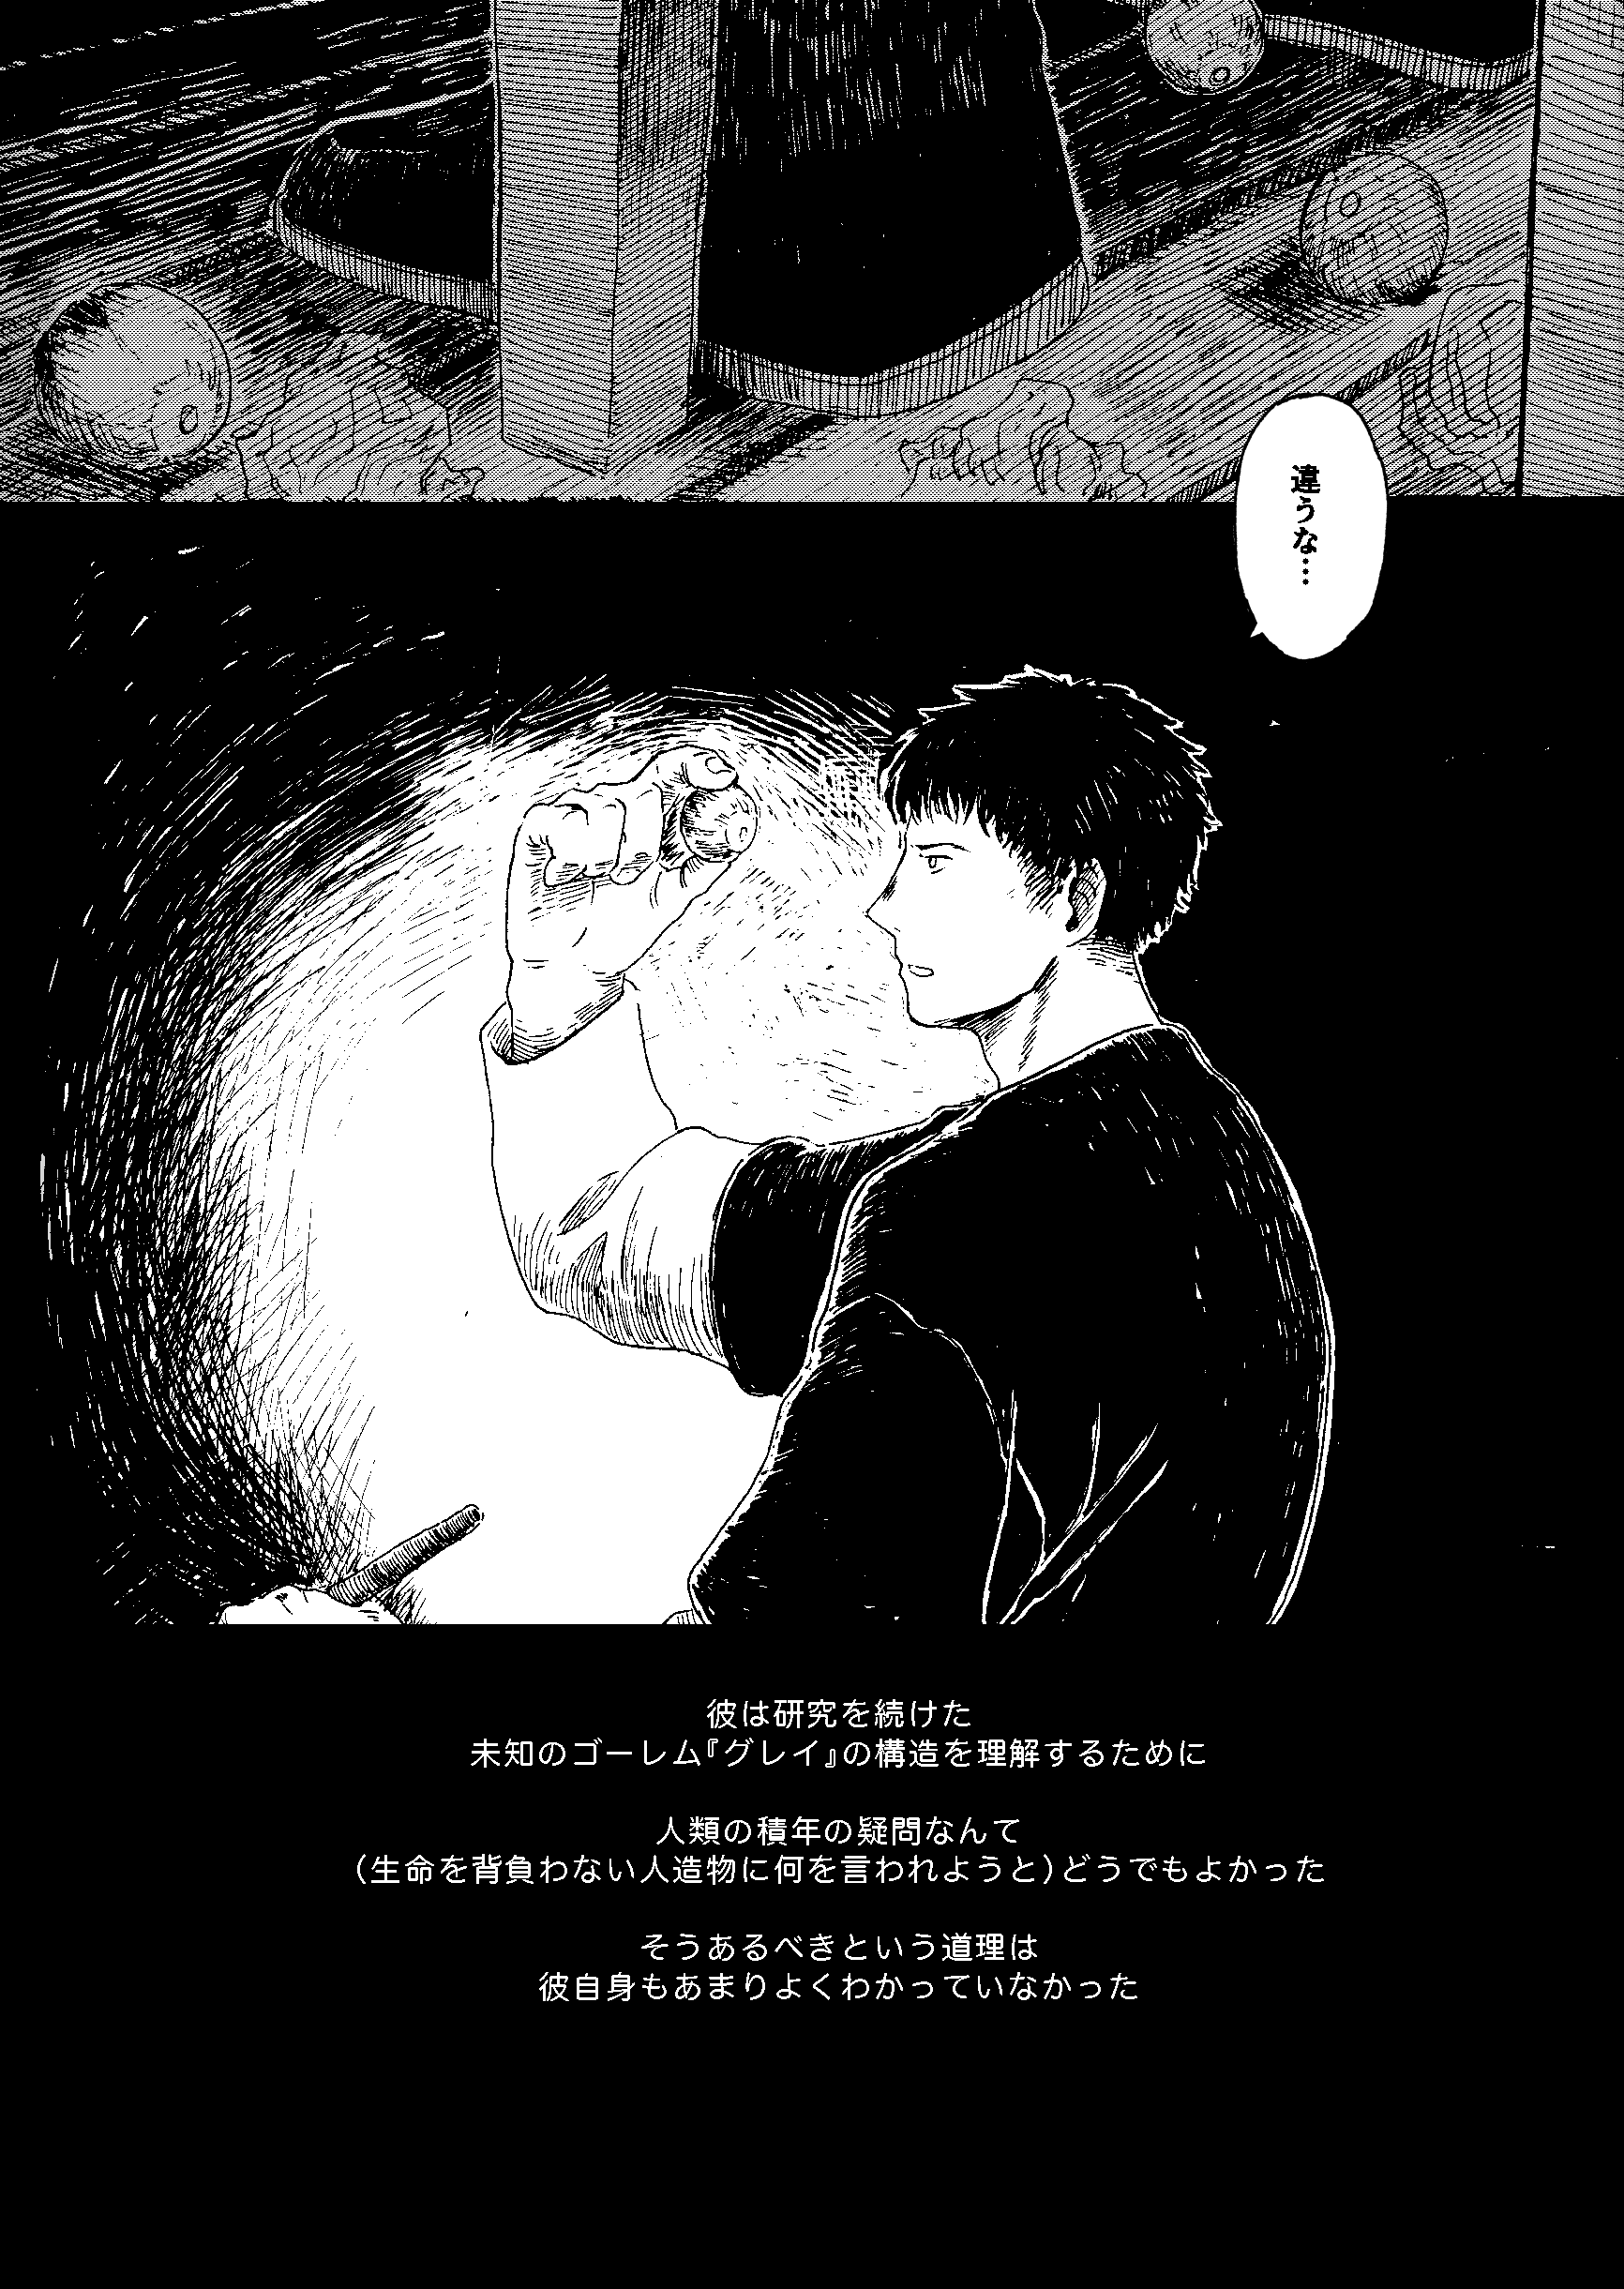 違うな…
彼は研究を続けた
未知のゴーレム『グレイ』の構造を理解するために
人類の積年の疑問なんて
（生命を背負わない人造物に何を言われようと）どうでもよかった
そうあるべきという道理は
彼自身もあまりよくわかっていなかった